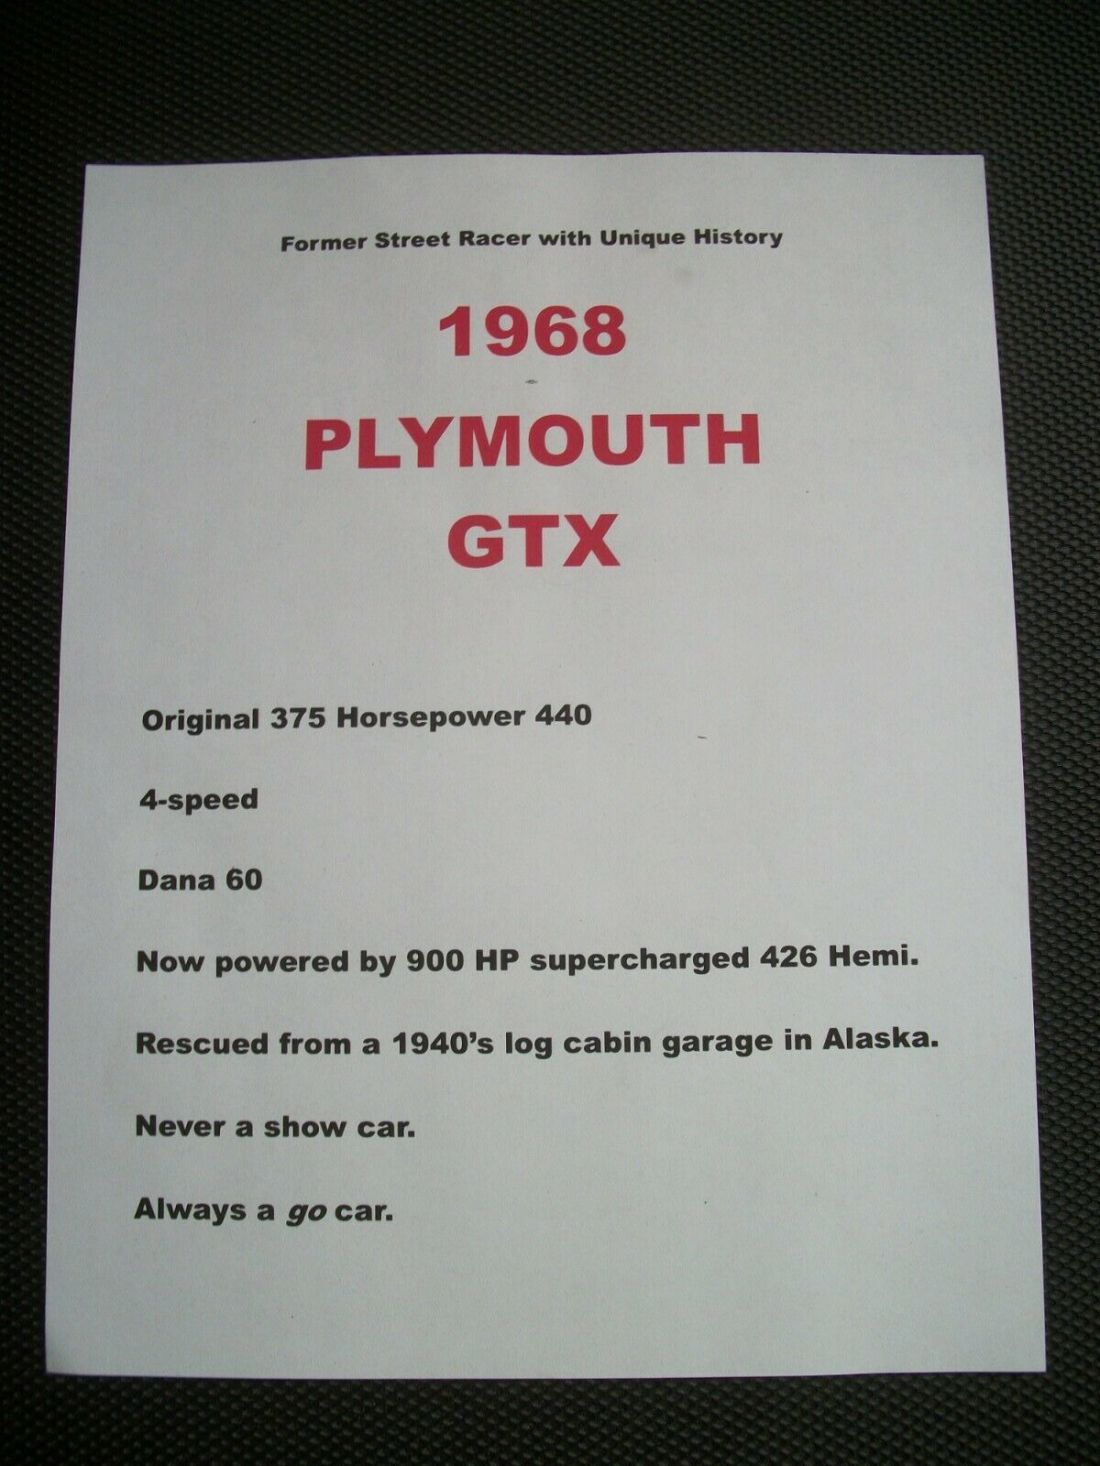 Former Street Racer with Unique History
1968
PLYMOUTH
GTX
Original 375 Horsepower 440
4-speed
Dana 60
Now powered by 900 HP supercharged 426 Hemi.
Rescued from a 1940’s log cabin garage in Alaska.
Never a show car.
Always a go car.